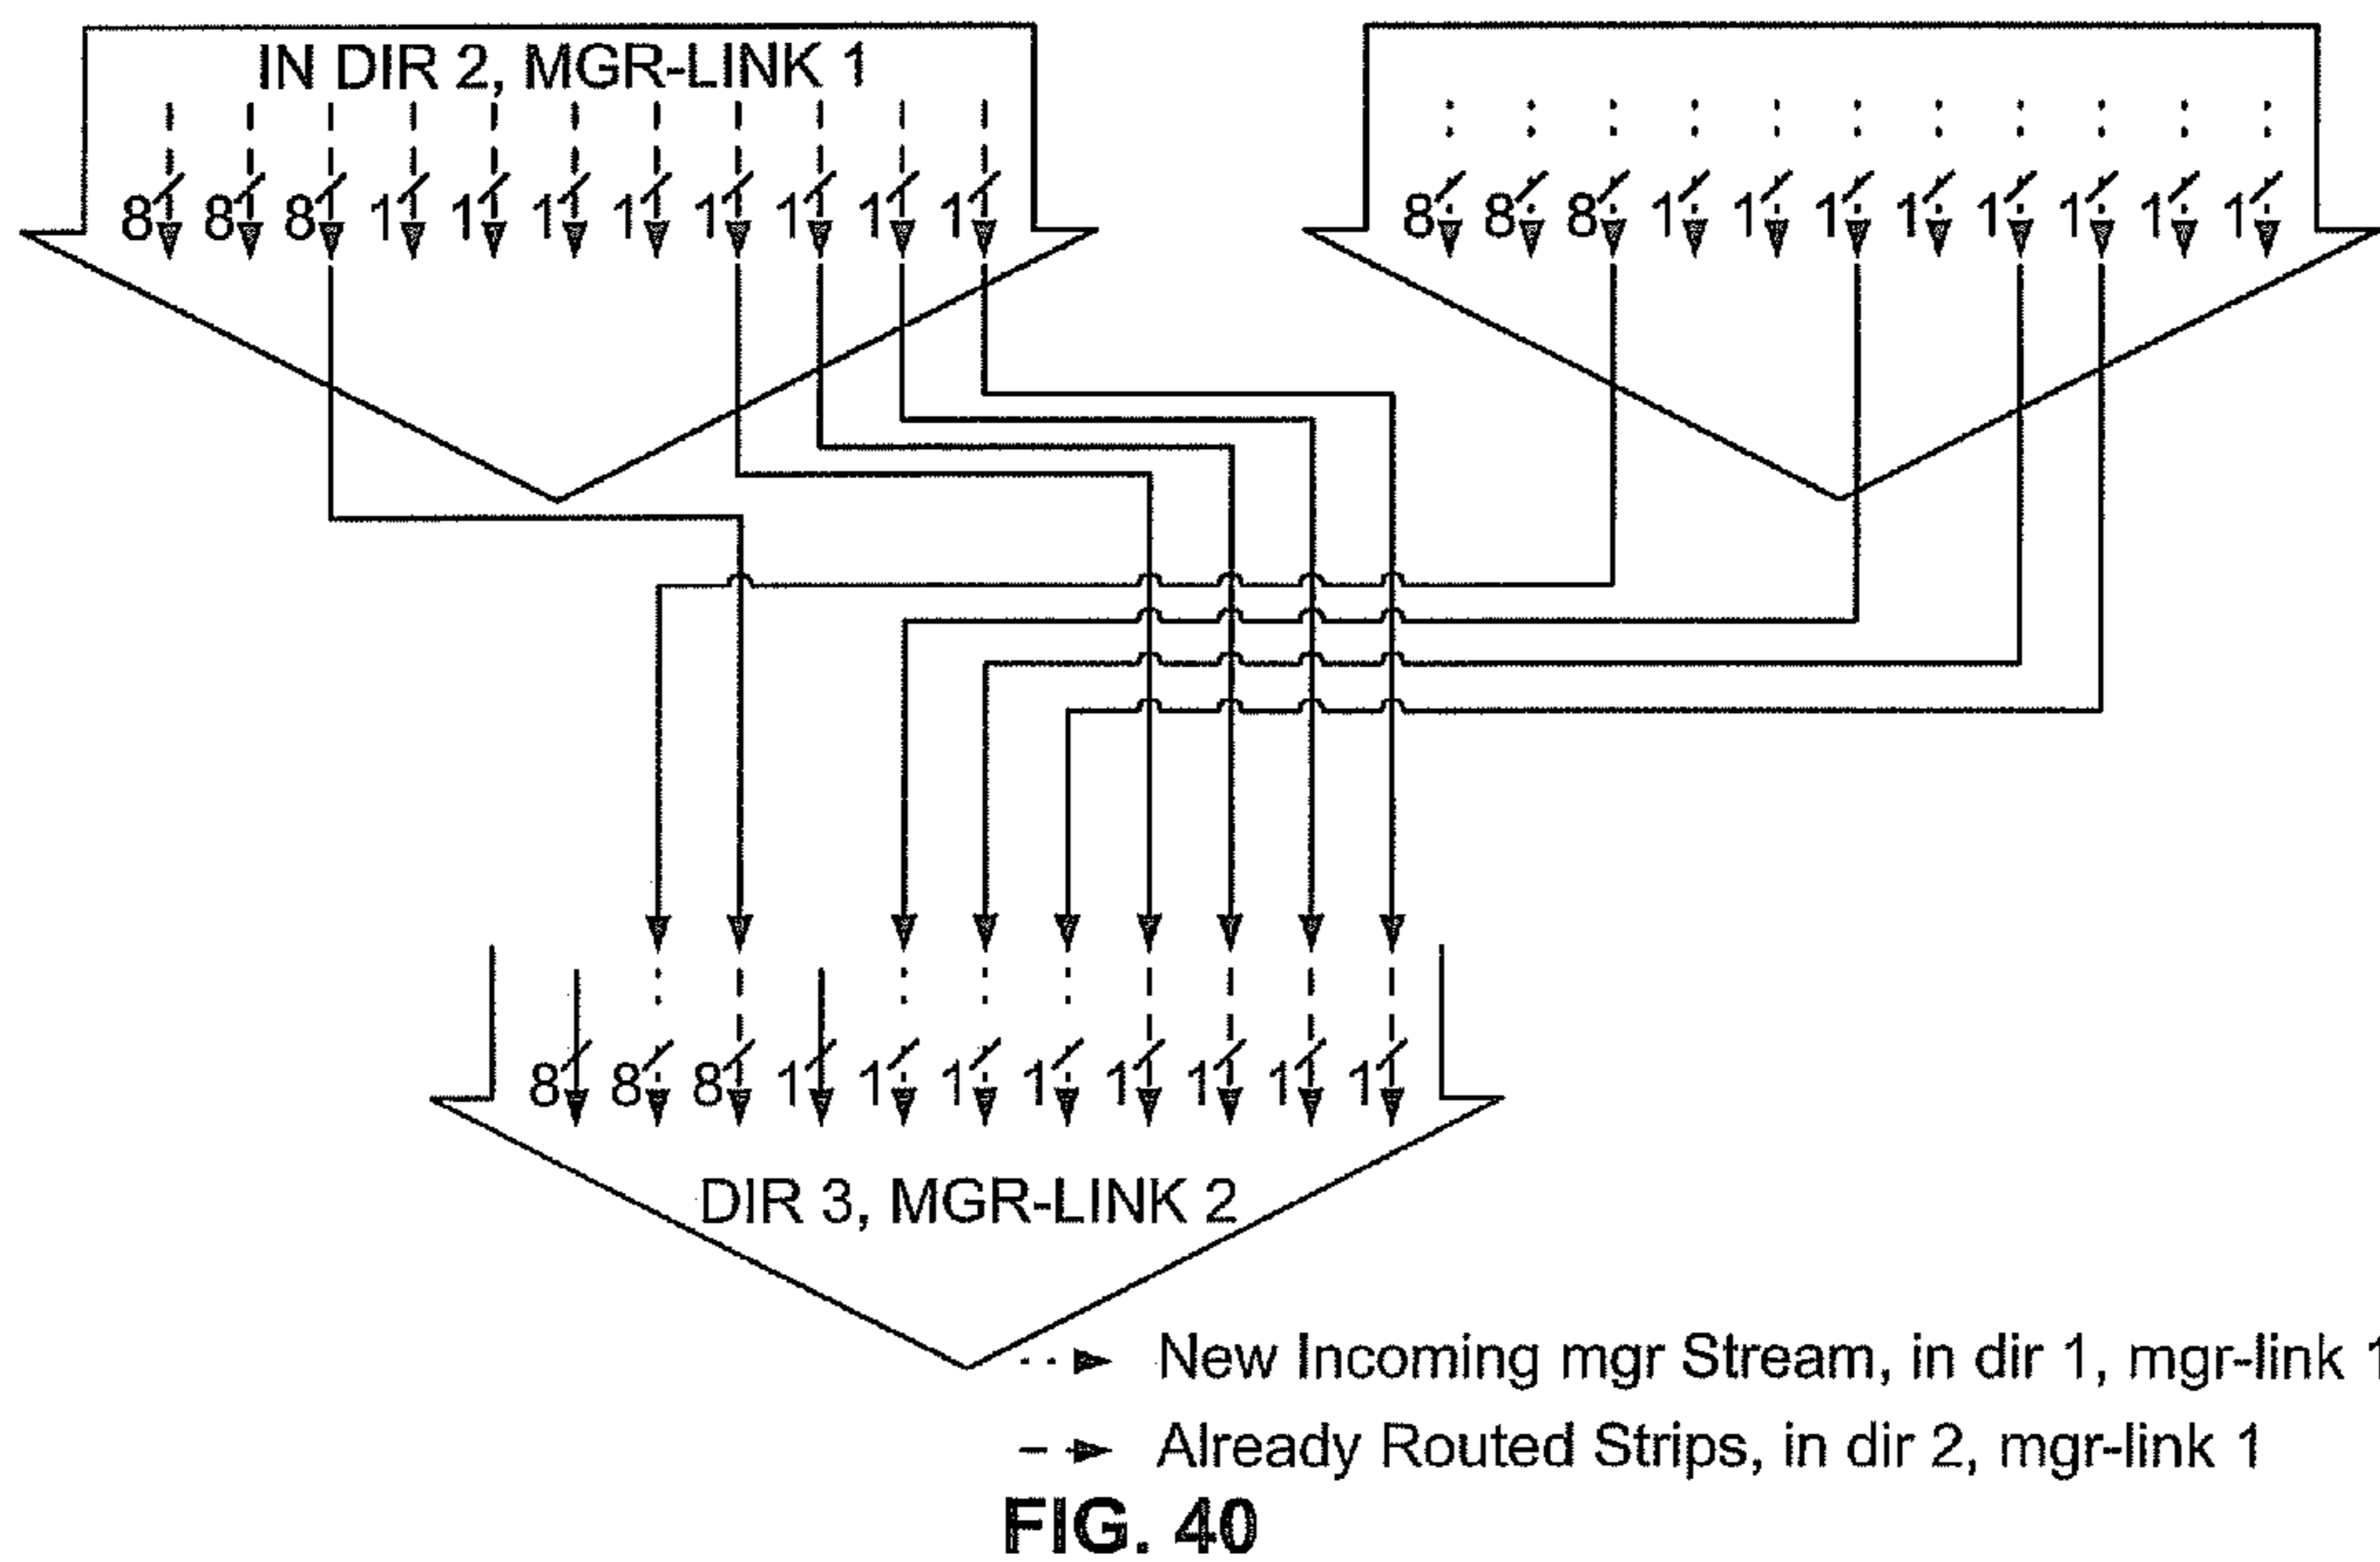 IN DIR 2, MGR-LINK 1
8 8 8 1 1 1 1 1 1 1 1
8 8 8 1 1 1 1 1 1 1 1
8 8 8 1 1 1 1 1 1 1 1
DIR 3, MGR-LINK 2
New Incoming mgr Stream, in dir 1, mgr-link 1
Already Routed Strips, in dir 2, mgr-link 1
FIG. 40